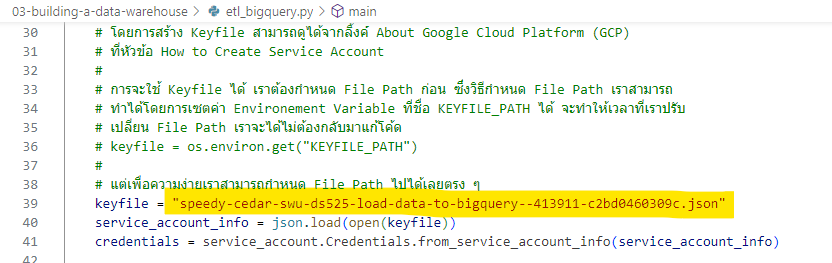 03-building-a-data-warehouse > etl_bigquery.py > main
30 # โดยการสร้าง Keyfile สามารถดูได้จากลิ้งค์ About Google Cloud Platform (GCP)
31 # ที่หัวข้อ How to Create Service Account
32 #
33 # การจะใช้ Keyfile ได้ เราต้องกำหนด File Path ก่อน ซึ่งวิธีกำหนด File Path เราสามารถ
34 # ทำได้โดยการเซตค่า Environement Variable ที่ชื่อ KEYFILE_PATH ได้ จะทำให้เวลาที่เราปรับ
35 # เปลี่ยน File Path เราจะได้ไม่ต้องกลับมาแก้โค้ด
36 # keyfile = os.environ.get("KEYFILE_PATH")
37 #
38 # แต่เพื่อความง่ายเราสามารถกำหนด File Path ไปได้เลยตรง ๆ
39 keyfile = "speedy-cedar-swu-ds525-load-data-to-bigquery--413911-c2bd0460309c.json"
40 service_account_info = json.load(open(keyfile))
41 credentials = service_account.Credentials.from_service_account_info(service_account_info)
42